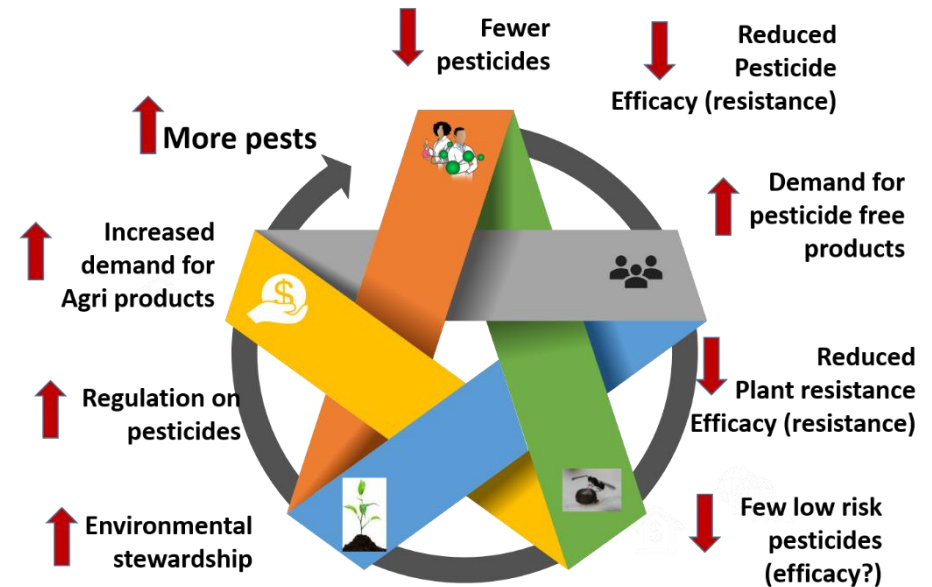 Fewer
pesticides
Reduced
Pesticide
Efficacy (resistance)
Demand for
pesticide free
products
Reduced
Plant resistance
Efficacy (resistance)
Few low risk
pesticides
(efficacy?)
Environmental
stewardship
Regulation on
pesticides
Increased
demand for
Agri products
More pests
$